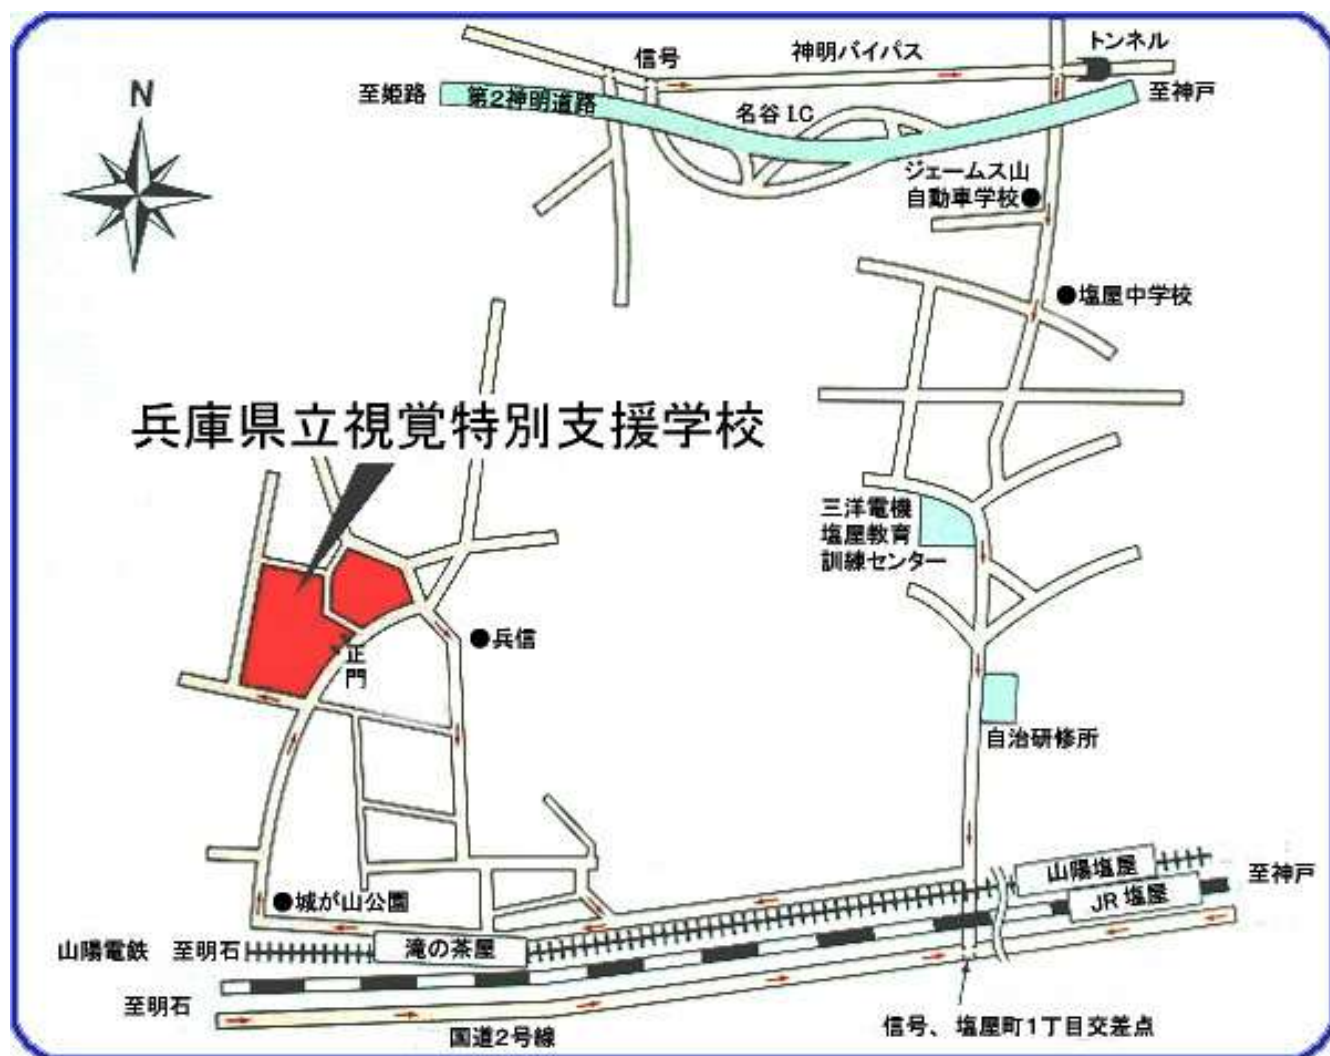 信号
神明バイパス
トンネル
N
至姫路
第2神明道路
名谷 I.C
至神戸
ジェームス山
自動車学校●
●塩屋中学校
兵庫県立視覚特別支援学校
三洋電機
塩屋教育
訓練センター
●兵信
正門
自治研修所
山陽塩屋
至神戸
JR 塩屋
●城が山公園
山陽電鉄 至明石
滝の茶屋
至明石
国道2号線
信号、塩屋町1丁目交差点